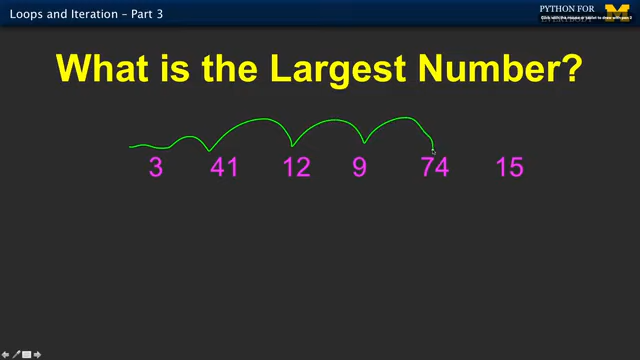 Loops and Iteration – Part 3
PYTHON FOR
What is the Largest Number?
3 41 12 9 74 15